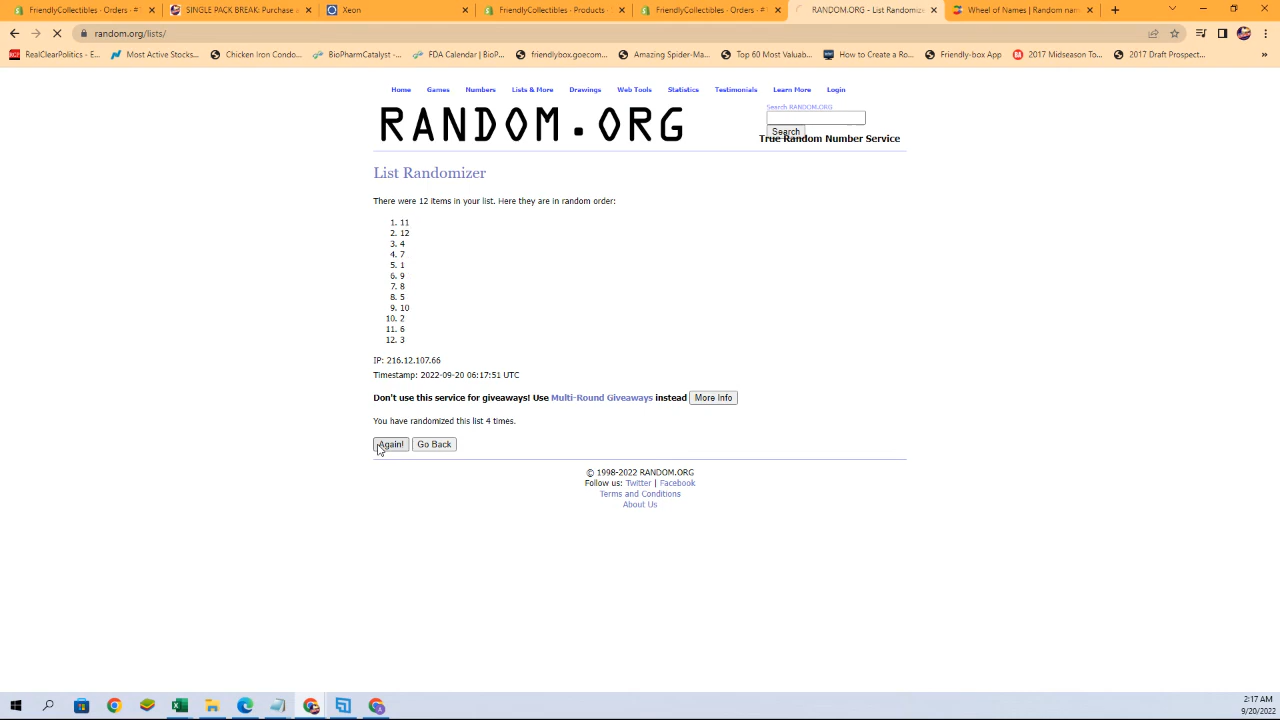 FriendlyCollectibles - Orders - #
SINGLE PACK BREAK: Purchase
Xeon
FriendlyCollectibles - Products -
FriendlyCollectibles - Orders - #
RANDOM.ORG - List Randomize
Wheel of Names | Random nam
random.org/lists/
RealClearPolitics - E...
Most Active Stocks...
Chicken Iron Condo...
BioPharmCatalyst -...
FDA Calendar | BioP...
friendlybox.goecom...
Amazing Spider-Ma...
Top 60 Most Valuab...
How to Create a Ro...
Friendly-box App
2017 Midseason To...
2017 Draft Prospect...
Home Games Numbers Lists & More Drawings Web Tools Statistics Testimonials Learn More Login
RANDOM.ORG
Search RANDOM.ORG
Search
True Random Number Service
List Randomizer
There were 12 items in your list. Here they are in random order:
1. 11
2. 12
3. 4
4. 7
5. 1
6. 9
7. 8
8. 5
9. 10
10. 2
11. 6
12. 3
IP: 216.12.107.66
Timestamp: 2022-09-20 06:17:51 UTC
Don't use this service for giveaways! Use Multi-Round Giveaways instead More Info
You have randomized this list 4 times.
Again! Go Back
© 1998-2022 RANDOM.ORG
Follow us: Twitter | Facebook
Terms and Conditions
About Us
2:17 AM
9/20/2022